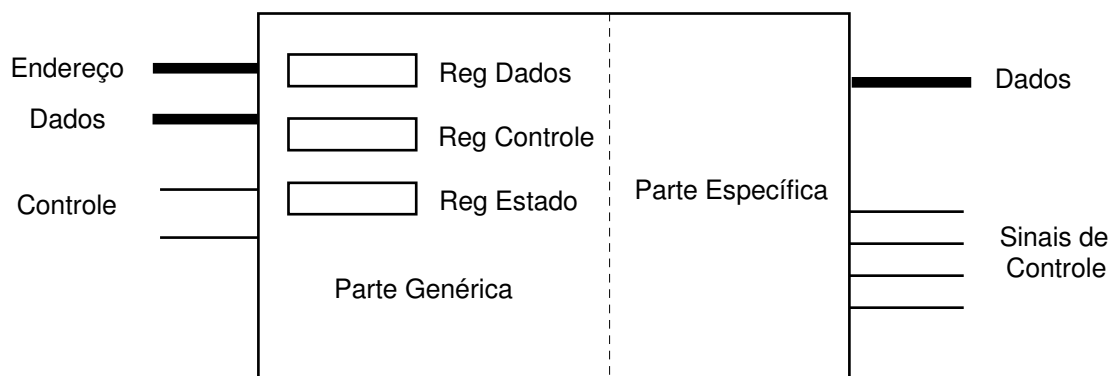 Endereço
Dados
Controle
Reg Dados
Reg Controle
Reg Estado
Parte Genérica
Parte Específica
Dados
Sinais de
Controle